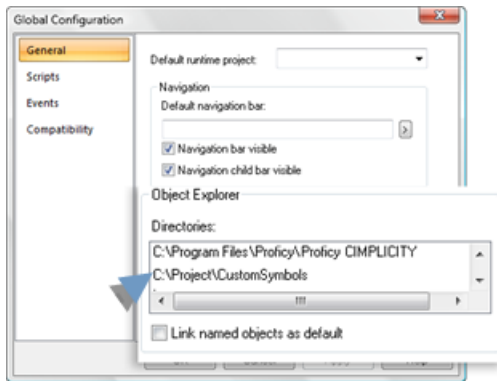 Global Configuration
General
Scripts
Events
Compatibility
Default runtime project:
Navigation
Default navigation bar:
Navigation bar visible
Navigation child bar visible
Object Explorer
Directories:
C:\Program Files\Proficy\Proficy CIMPLICITY
C:\Project\CustomSymbols
Link named objects as default